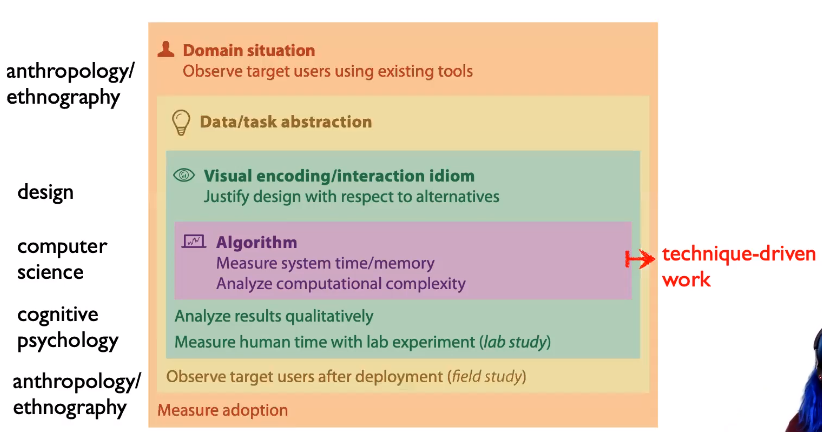 Domain situation
anthropology/
ethnography
Observe target users using existing tools
Data/task abstraction
Visual encoding/interaction idiom
design
Justify design with respect to alternatives
Algorithm
computer
science
Measure system time/memory
Analyze computational complexity
technique-driven
work
cognitive
psychology
Analyze results qualitatively
Measure human time with lab experiment (lab study)
anthropology/
ethnography
Observe target users after deployment (field study)
Measure adoption